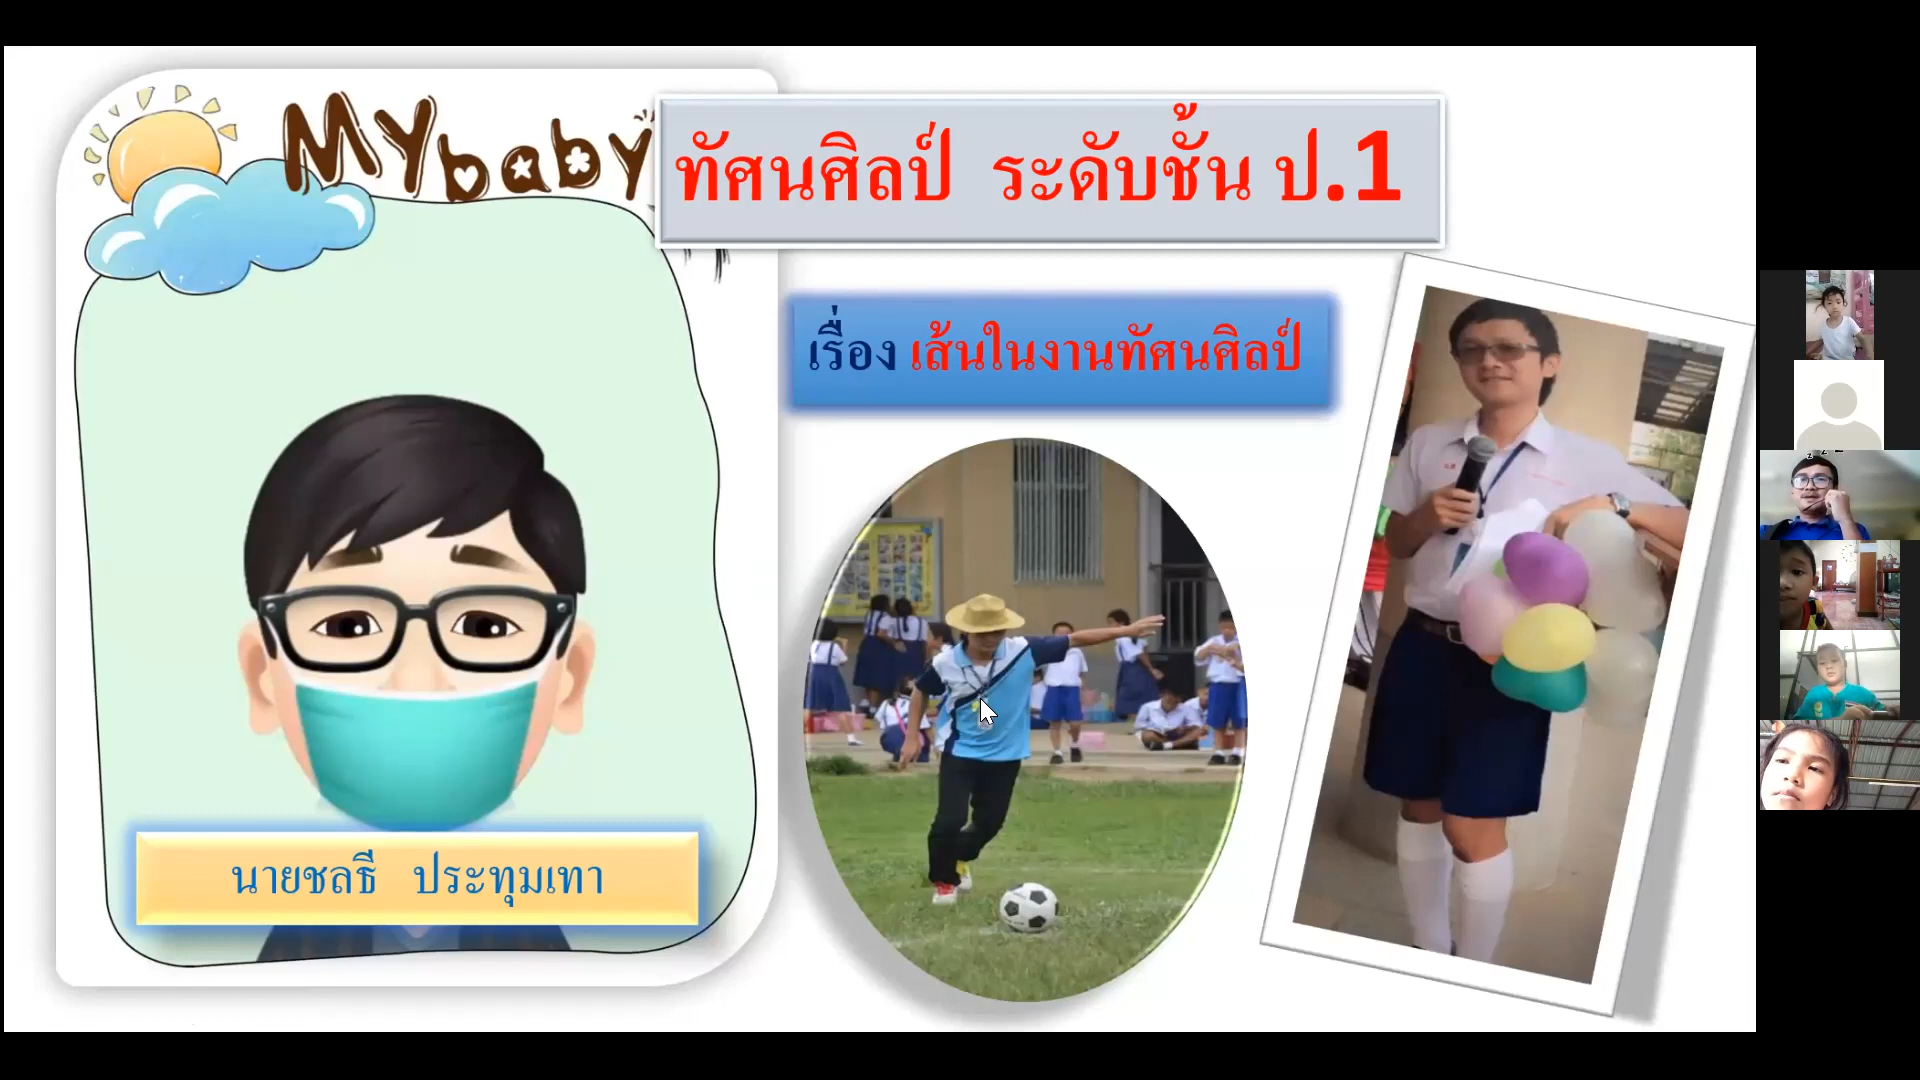 My baby
ทัศนศิลป์ ระดับชั้น ป.1
เรื่อง เส้นในงานทัศนศิลป์
นายชลธี ประทุมเทา